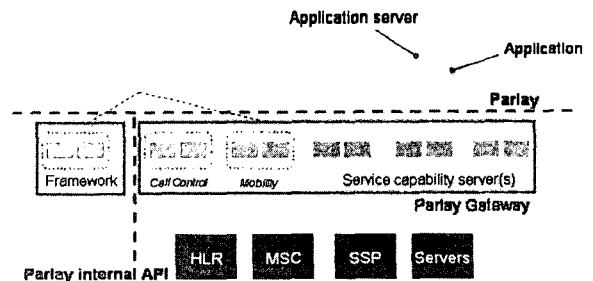 Application server
Application
Parlay
Framework
Call Control
Mobility
Service capability server(s)
Parlay Gateway
HLR
MSC
SSP
Servers
Parlay internal API